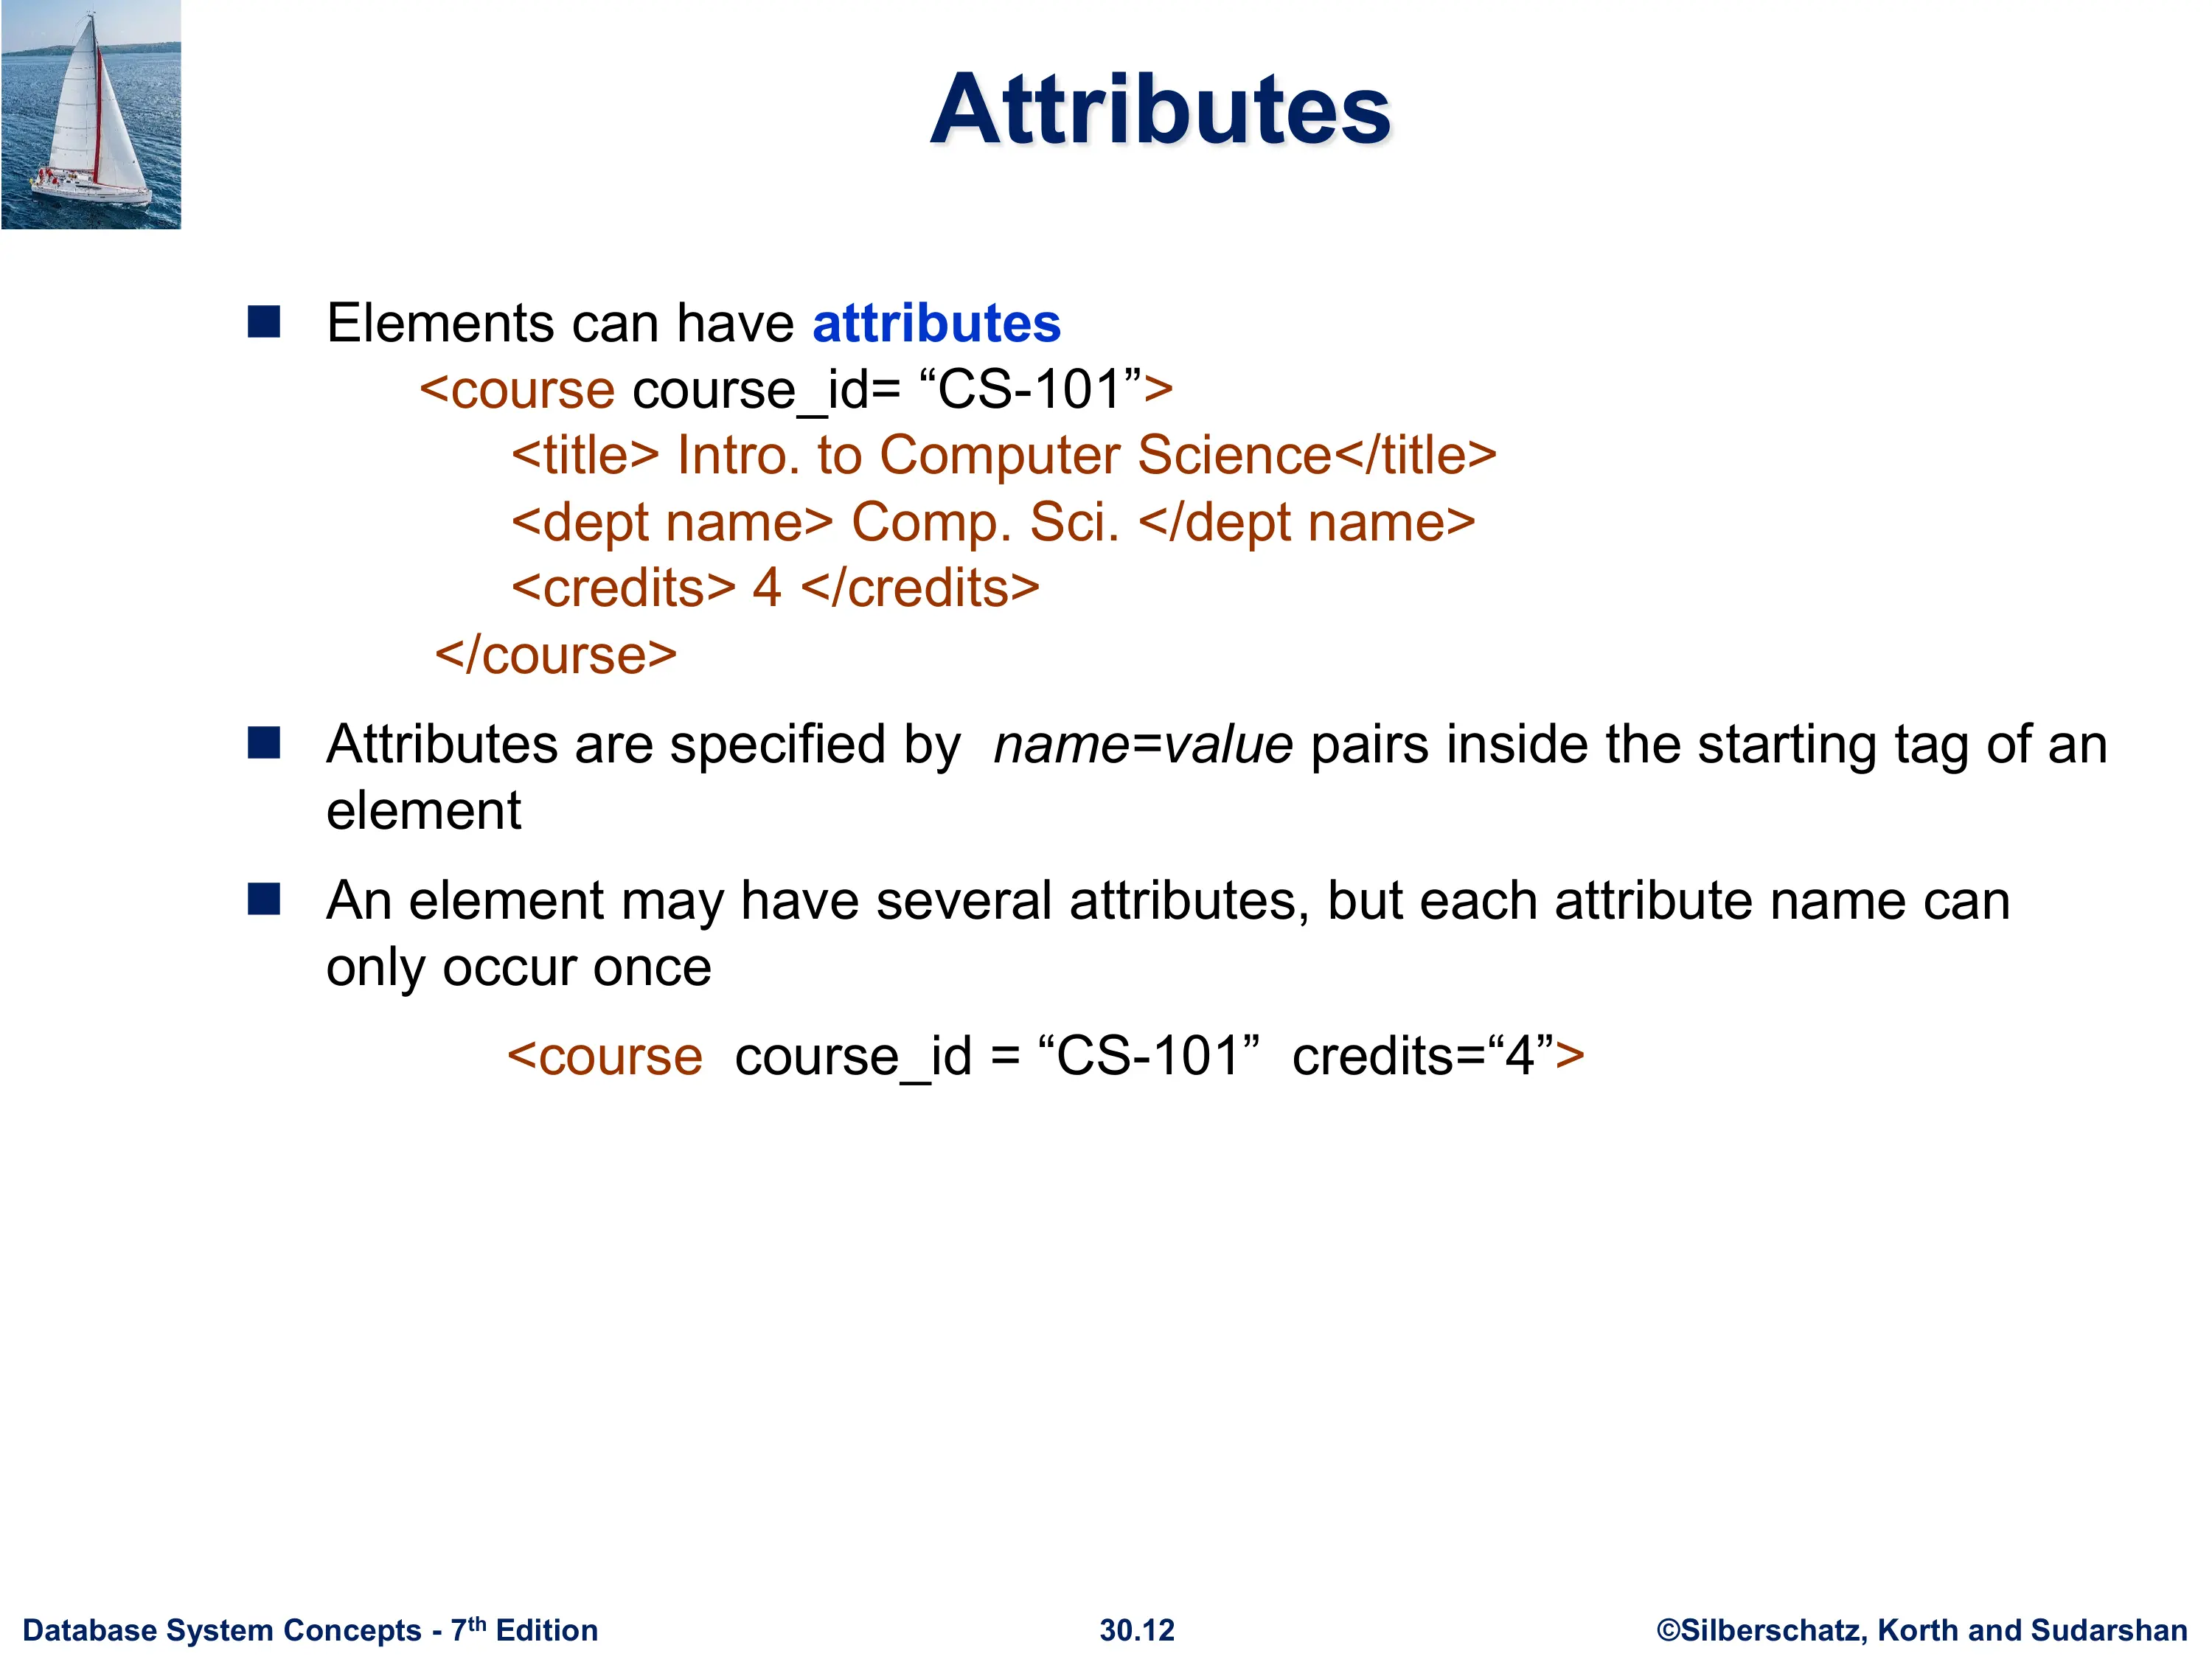 Attributes
Elements can have attributes
<course course_id= “CS-101”>
<title> Intro. to Computer Science</title>
<dept name> Comp. Sci. </dept name>
<credits> 4 </credits>
</course>
Attributes are specified by name=value pairs inside the starting tag of an
element
An element may have several attributes, but each attribute name can
only occur once
<course course_id = “CS-101” credits=“4”>
Database System Concepts - 7th Edition
30.12
©Silberschatz, Korth and Sudarshan